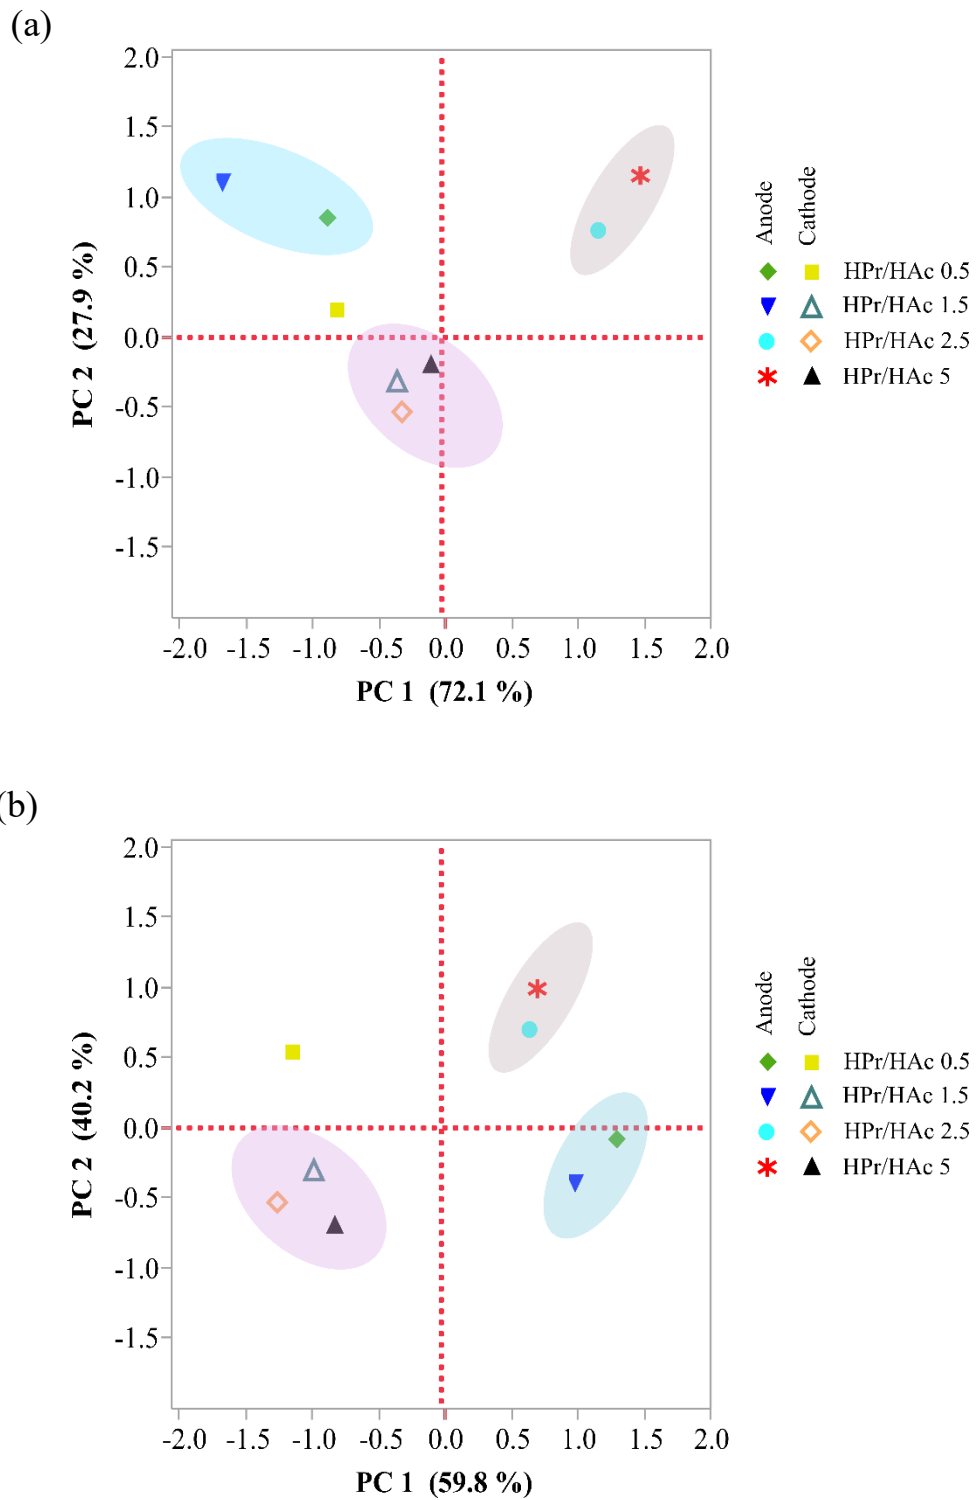 (a)
2.0
1.5
1.0
0.5
0.0
-0.5
-1.0
-1.5
PC 2 (27.9 %)
-2.0 -1.5 -1.0 -0.5 0.0 0.5 1.0 1.5 2.0
PC 1 (72.1 %)
Anode Cathode
HPr/HAc 0.5
HPr/HAc 1.5
HPr/HAc 2.5
HPr/HAc 5
(b)
2.0
1.5
1.0
0.5
0.0
-0.5
-1.0
-1.5
PC 2 (40.2 %)
-2.0 -1.5 -1.0 -0.5 0.0 0.5 1.0 1.5 2.0
PC 1 (59.8 %)
Anode Cathode
HPr/HAc 0.5
HPr/HAc 1.5
HPr/HAc 2.5
HPr/HAc 5